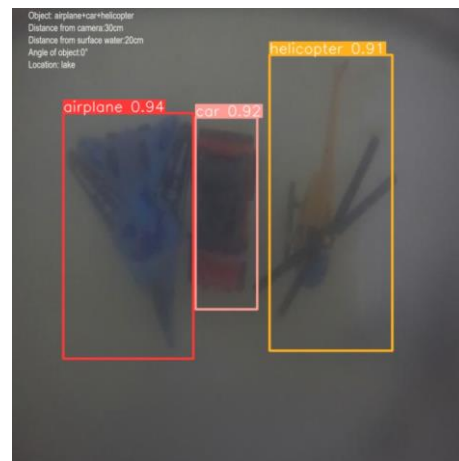 Object: airplane+car+helicopter
Distance from camera:30cm
Distance from surface water:20cm
Angle of object:0°
Location: lake
helicopter 0.91
airplane 0.94
car 0.92